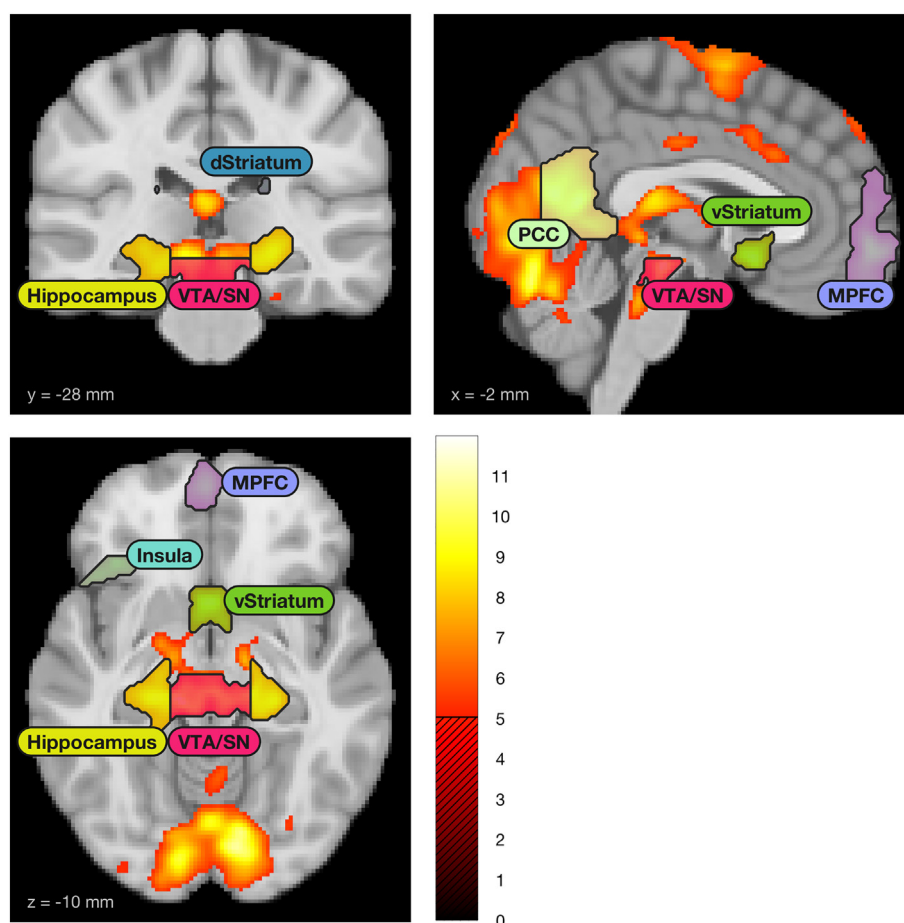 dStriatum
Hippocampus
VTA/SN
y = -28 mm
vStriatum
PCC
VTA/SN
MPFC
x = -2 mm
MPFC
Insula
vStriatum
Hippocampus
VTA/SN
z = -10 mm
11
10
9
8
7
6
5
4
3
2
1
0